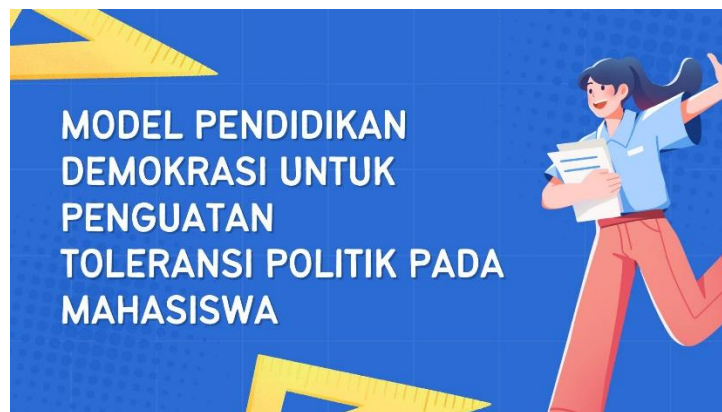 MODEL PENDIDIKAN
DEMOKRASI UNTUK
PENGUATAN
TOLERANSI POLITIK PADA
MAHASISWA